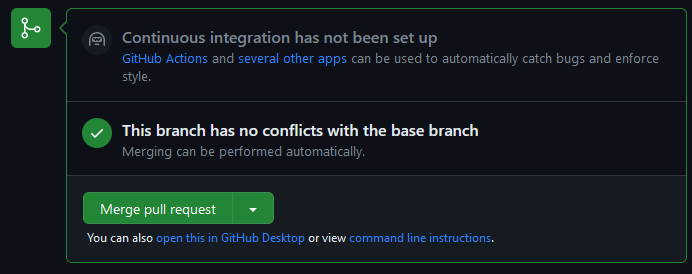 Continuous integration has not been set up
GitHub Actions and several other apps can be used to automatically catch bugs and enforce
style.
This branch has no conflicts with the base branch
Merging can be performed automatically.
Merge pull request
You can also open this in GitHub Desktop or view command line instructions.